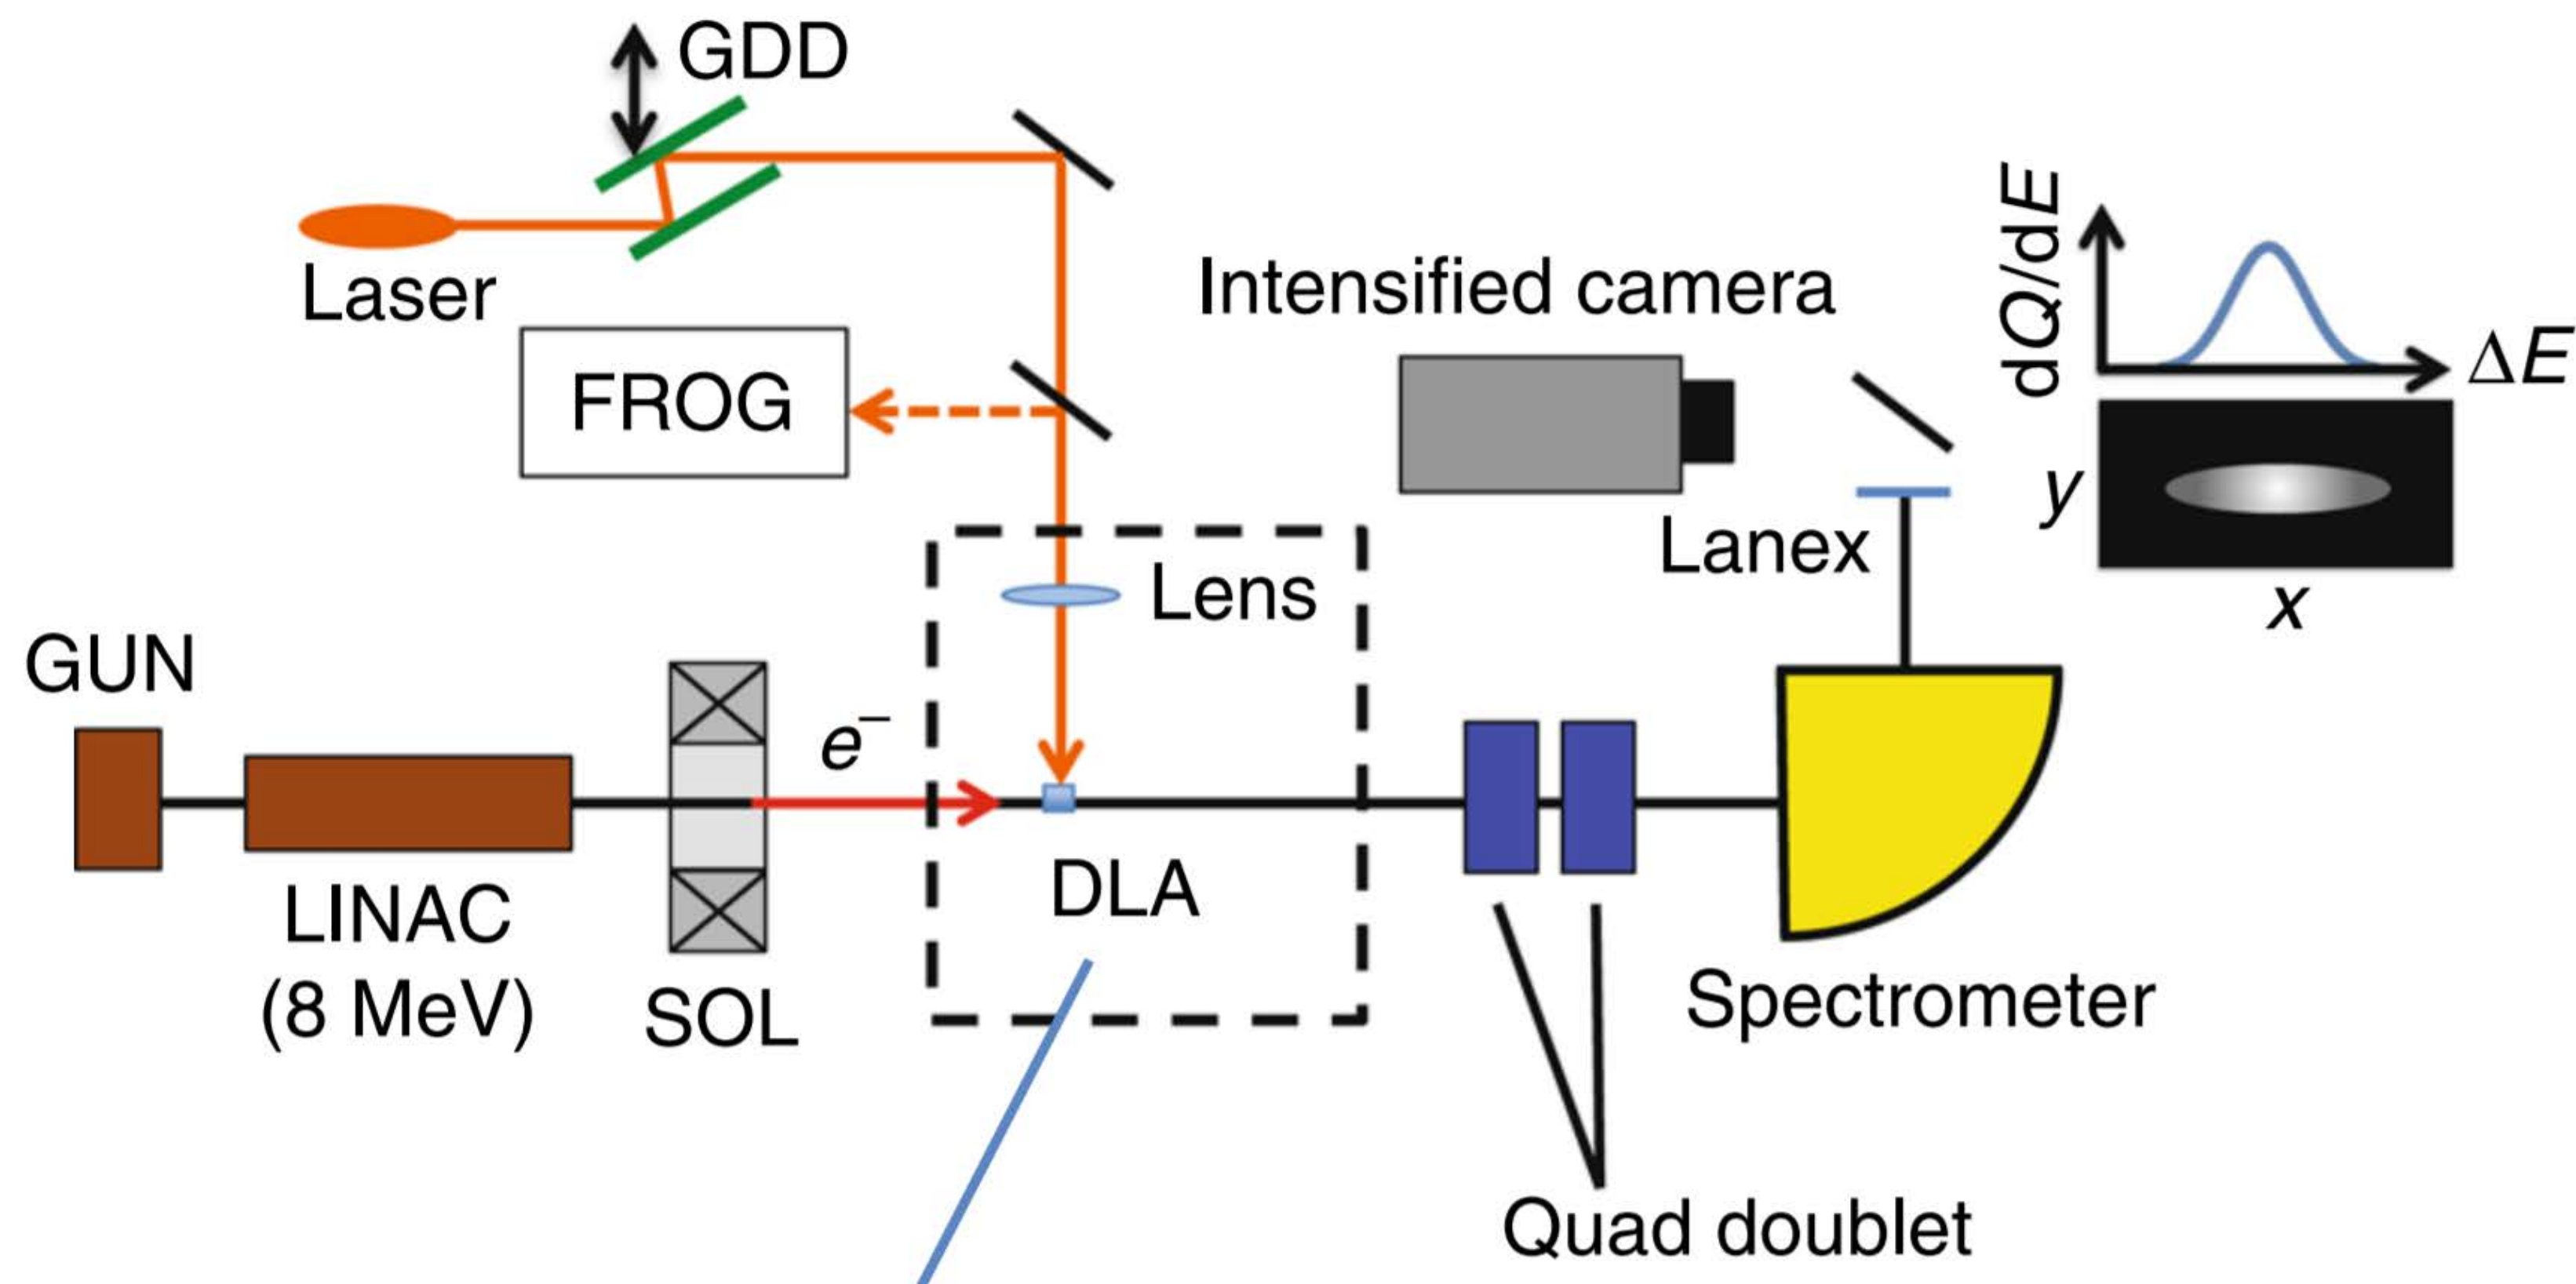 GDD
Laser
FROG
Intensified camera
dQ/dE
ΔE
y
x
Lanex
Lens
GUN
e⁻
LINAC
(8 MeV)
SOL
DLA
Spectrometer
Quad doublet